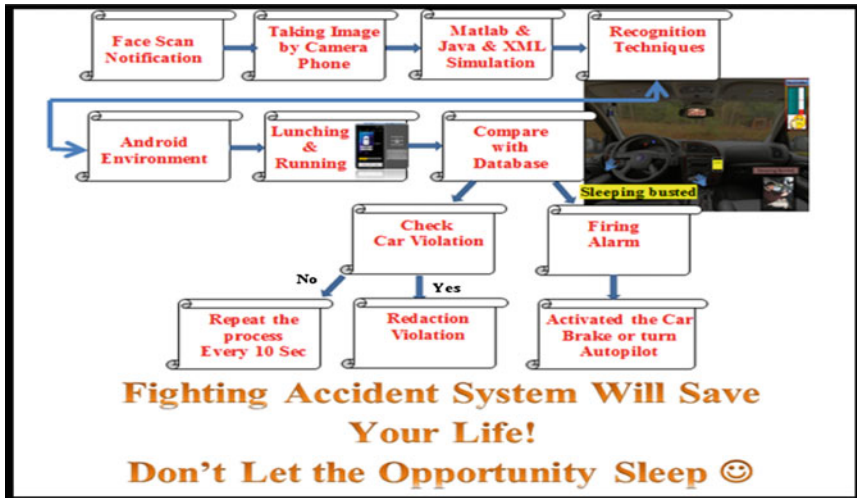 Face Scan
Notification
Taking Image
by Camera
Phone
Matlab &
Java & XML
Simulation
Recognition
Techniques
Android
Environment
Lunching
&
Running
Compare
with
Database
Sleeping busted
Check
Car Violation
Firing
Alarm
No
Yes
Repeat the
process
Every 10 Sec
Redaction
Violation
Activated the Car
Brake or turn
Autopilot
Fighting Accident System Will Save
Your Life!
Don't Let the Opportunity Sleep ☺